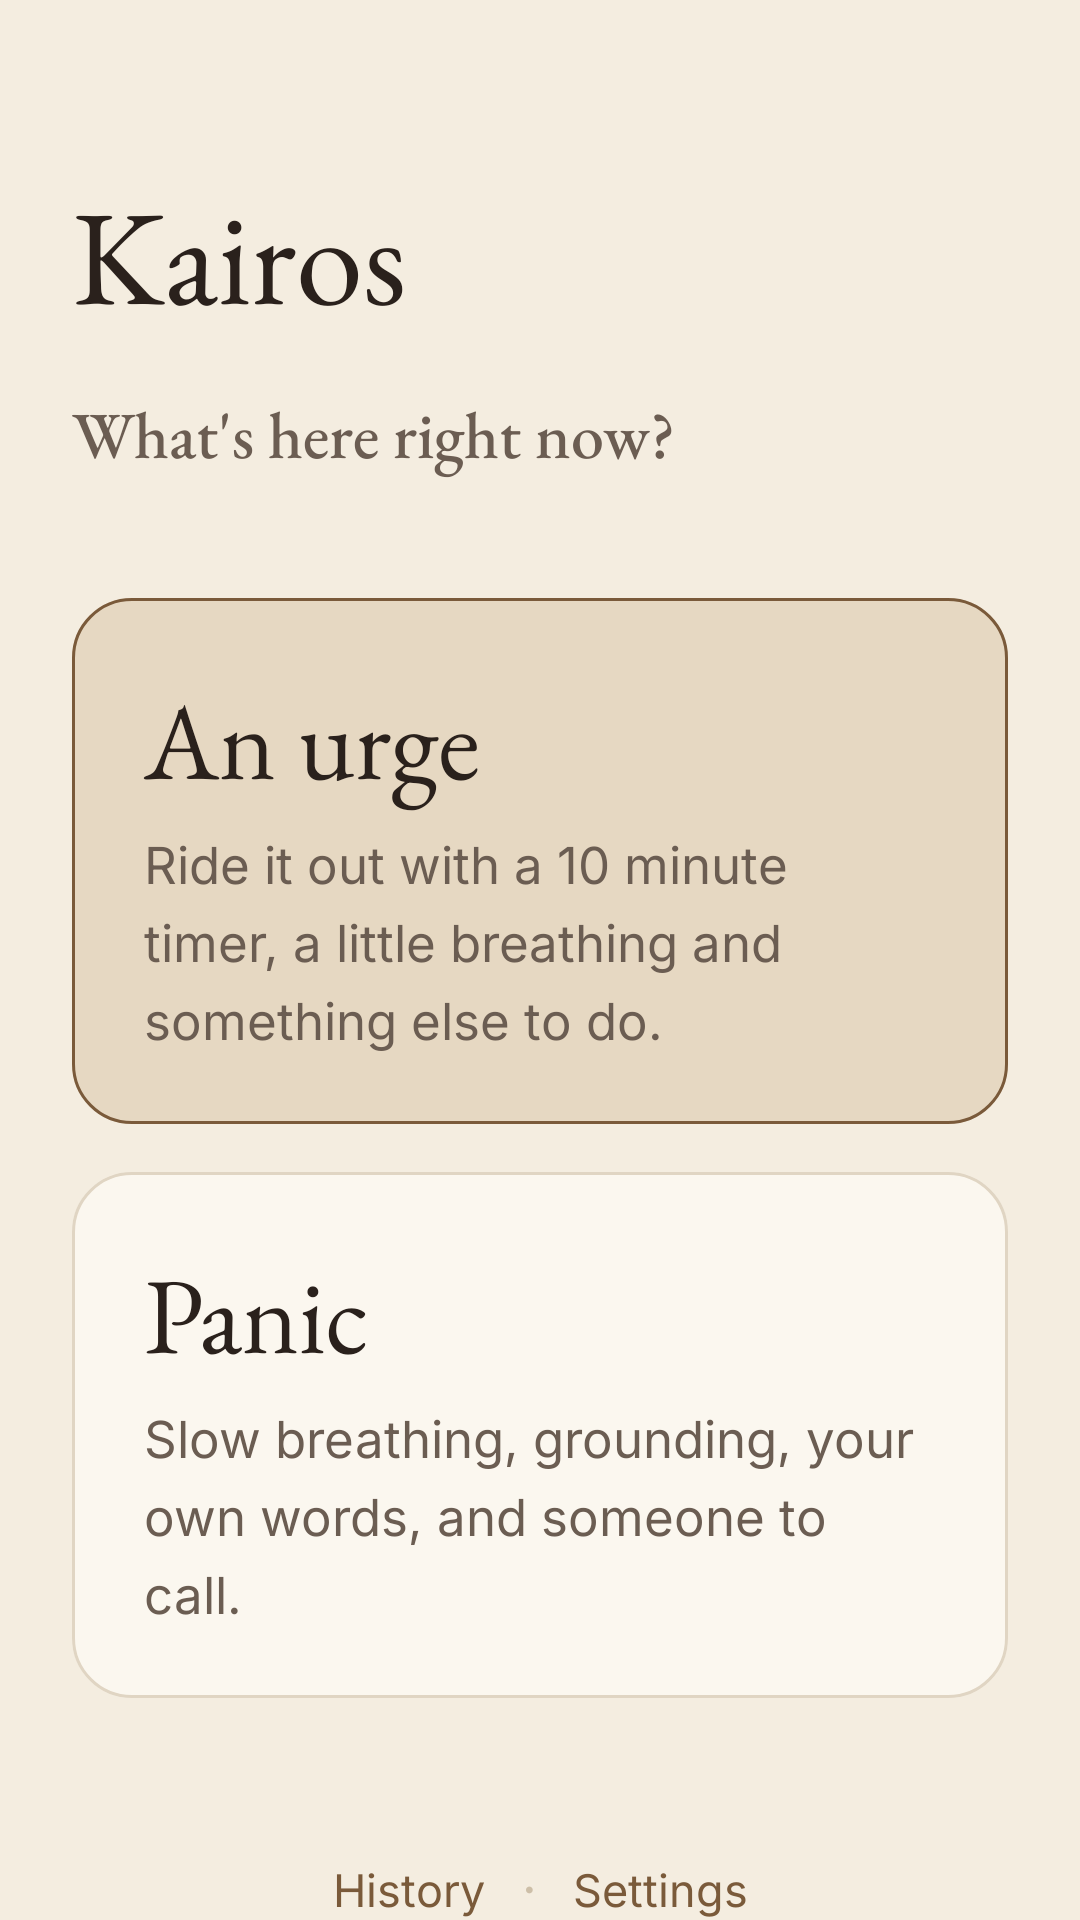 Kairos
What's here right now?
An urge
Ride it out with a 10 minute
timer, a little breathing and
something else to do.
Panic
Slow breathing, grounding, your
own words, and someone to
call.
History · Settings